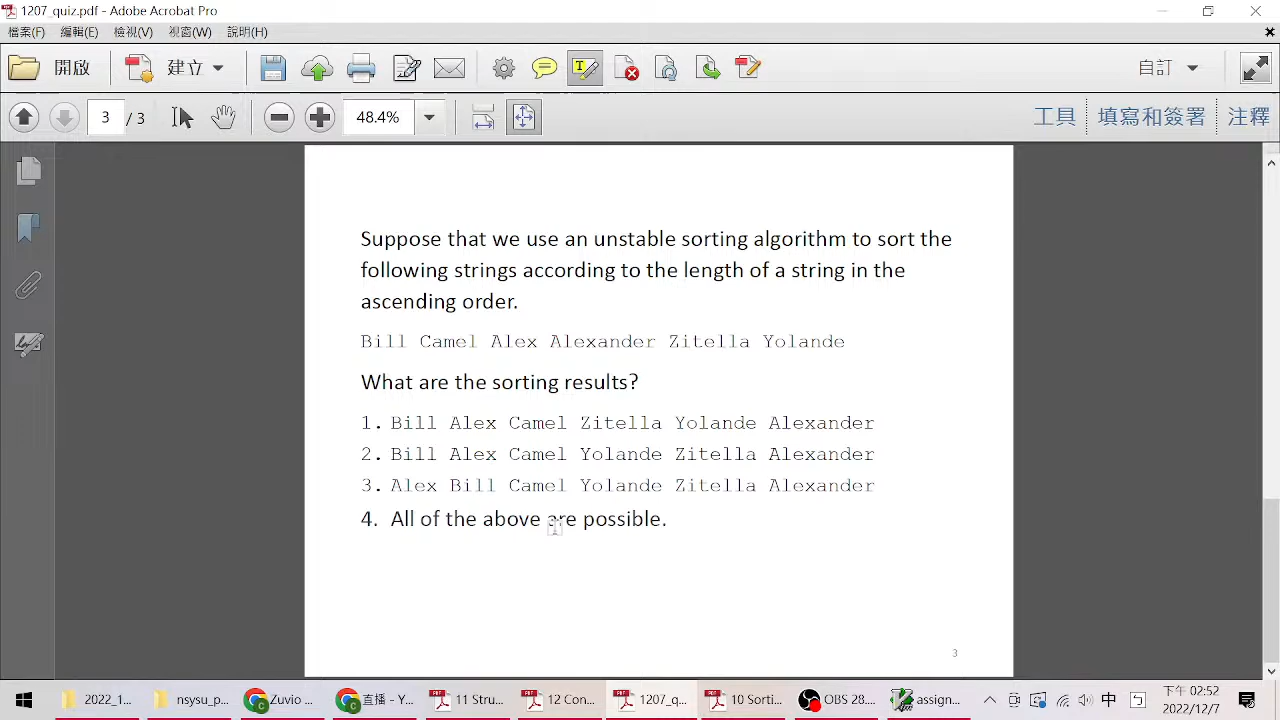 1207_quiz.pdf - Adobe Acrobat Pro
檔案(F) 編輯(E) 檢視(V) 視窗(W) 說明(H)
開啟 建立 自訂
3 / 3 48.4% 工具 填寫和簽署 注釋
Suppose that we use an unstable sorting algorithm to sort the
following strings according to the length of a string in the
ascending order.
Bill Camel Alex Alexander Zitella Yolande
What are the sorting results?
1. Bill Alex Camel Zitella Yolande Alexander
2. Bill Alex Camel Yolande Zitella Alexander
3. Alex Bill Camel Yolande Zitella Alexander
4. All of the above are possible.
3
2022_1... nsysu_p... Zuvio ... 直播 - Y... 11 Stru... 12 Con... 1207_q... 10 Sorti... OBS 28... assign... 中 下午 02:52
2022/12/7